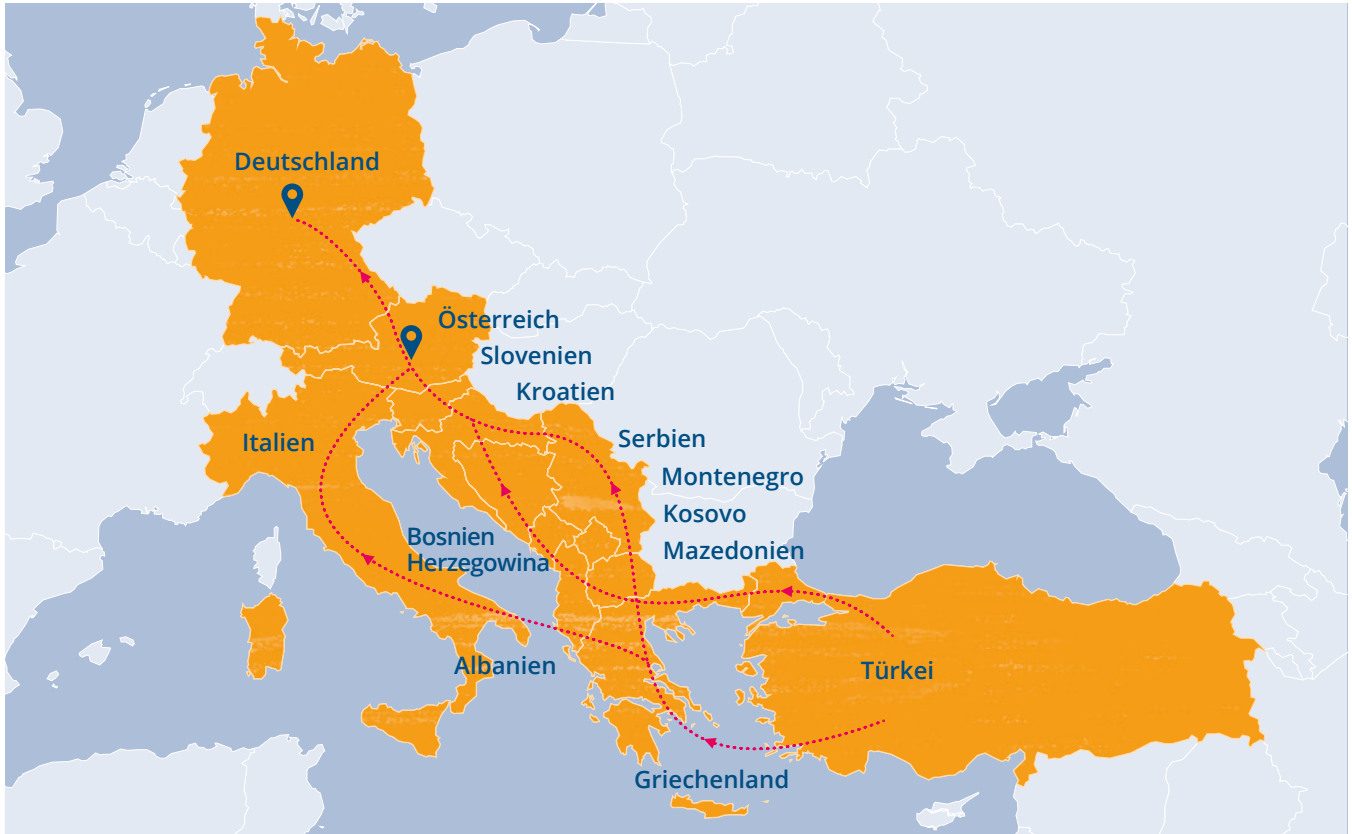 Deutschland
Österreich
Slovenien
Kroatien
Italien
Serbien
Montenegro
Kosovo
Bosnien
Herzegowina
Mazedonien
Albanien
Türkei
Griechenland